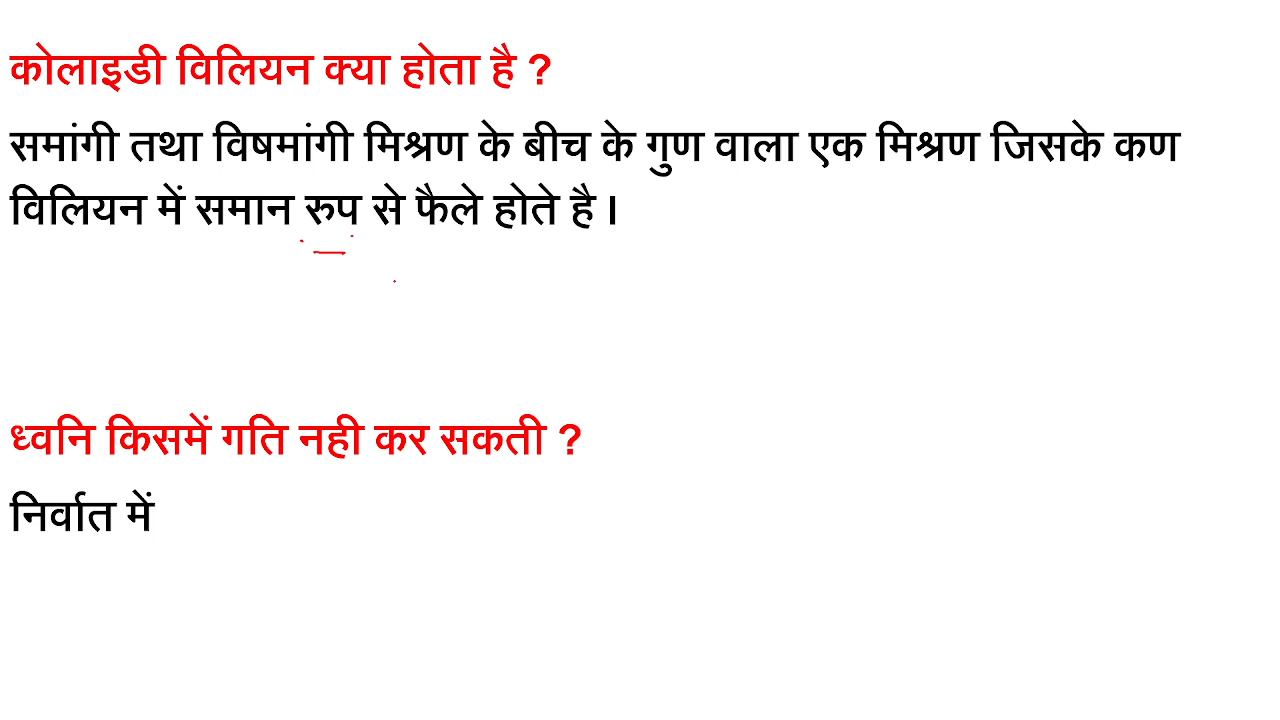 कोलाइडी विलियन क्या होता है ?
समांगी तथा विषमांगी मिश्रण के बीच के गुण वाला एक मिश्रण जिसके कण
विलियन में समान रुप से फैले होते है ।
ध्वनि किसमें गति नही कर सकती ?
निर्वात में